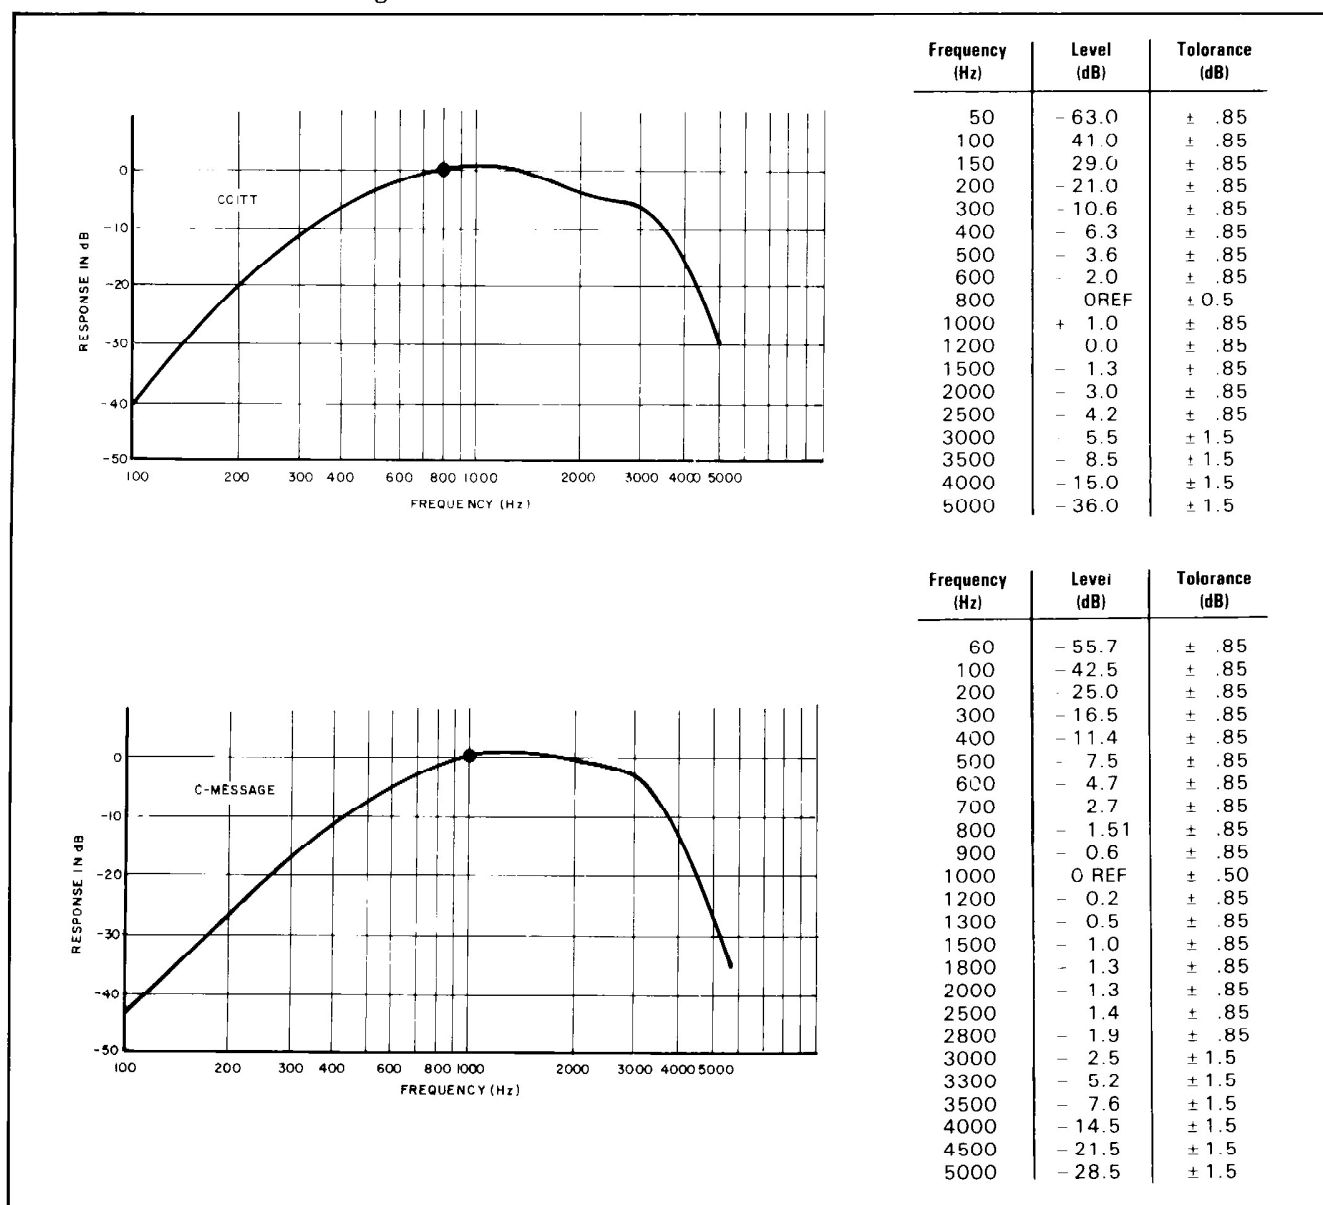 Frequency Level Tolorance
(Hz) (dB) (dB)
50 - 63.0 ± .85
100 41.0 ± .85
150 29.0 ± .85
200 - 21.0 ± .85
300 - 10.6 ± .85
400 - 6.3 ± .85
500 - 3.6 ± .85
600 - 2.0 ± .85
800 0REF ± 0.5
1000 + 1.0 ± .85
1200 0.0 ± .85
1500 - 1.3 ± .85
2000 - 3.0 ± .85
2500 - 4.2 ± .85
3000 5.5 ± 1.5
3500 - 8.5 ± 1.5
4000 - 15.0 ± 1.5
5000 - 36.0 ± 1.5
CCITT
RESPONSE IN dB
0
-10
-20
-30
-40
-50
100 200 300 400 600 800 1000 2000 3000 4000 5000
FREQUENCY (Hz)
Frequency Level Tolorance
(Hz) (dB) (dB)
60 - 55.7 ± .85
100 - 42.5 ± .85
200 - 25.0 ± .85
300 - 16.5 ± .85
400 - 11.4 ± .85
500 - 7.5 ± .85
600 - 4.7 ± .85
700 2.7 ± .85
800 - 1.51 ± .85
900 - 0.6 ± .85
1000 0 REF ± .50
1200 - 0.2 ± .85
1300 - 0.5 ± .85
1500 - 1.0 ± .85
1800 - 1.3 ± .85
2000 - 1.3 ± .85
2500 1.4 ± .85
2800 - 1.9 ± .85
3000 - 2.5 ± 1.5
3300 - 5.2 ± 1.5
3500 - 7.6 ± 1.5
4000 - 14.5 ± 1.5
4500 - 21.5 ± 1.5
5000 - 28.5 ± 1.5
C-MESSAGE
RESPONSE IN dB
0
-10
-20
-30
-40
-50
100 200 300 400 600 800 1000 2000 3000 4000 5000
FREQUENCY (Hz)